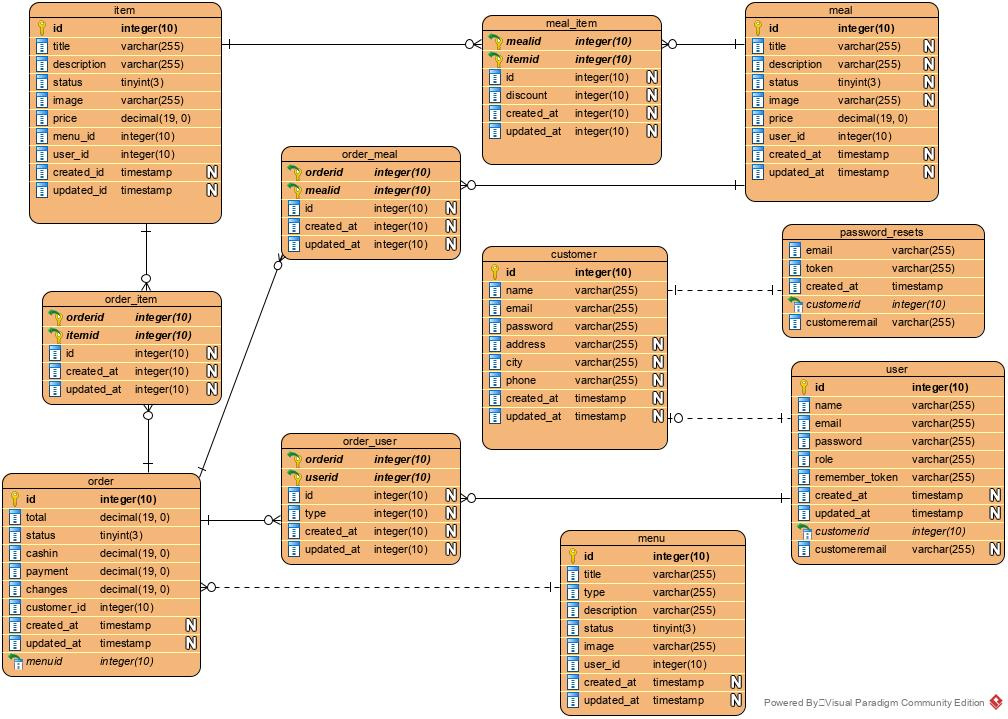 item
id integer(10)
title varchar(255)
description varchar(255)
status tinyint(3)
image varchar(255)
price decimal(19, 0)
menu_id integer(10)
user_id integer(10)
created_id timestamp N
updated_id timestamp N
meal_item
mealid integer(10)
itemid integer(10)
id integer(10) N
discount integer(10) N
created_at integer(10) N
updated_at integer(10) N
meal
id integer(10)
title varchar(255) N
description varchar(255) N
status tinyint(3) N
image varchar(255) N
price decimal(19, 0)
user_id integer(10)
created_at timestamp N
updated_at timestamp N
order_meal
orderid integer(10)
mealid integer(10)
id integer(10) N
created_at integer(10) N
updated_at integer(10) N
password_resets
email varchar(255)
token varchar(255)
created_at timestamp
customerid integer(10)
customeremail varchar(255)
customer
id integer(10)
name varchar(255)
email varchar(255)
password varchar(255)
address varchar(255) N
city varchar(255) N
phone varchar(255) N
created_at timestamp N
updated_at timestamp N
order_item
orderid integer(10)
itemid integer(10)
id integer(10) N
created_at integer(10) N
updated_at integer(10) N
user
id integer(10)
name varchar(255)
email varchar(255)
password varchar(255)
role varchar(255)
remember_token varchar(255)
created_at timestamp N
updated_at timestamp N
customerid integer(10)
customeremail varchar(255) N
order_user
orderid integer(10)
userid integer(10)
id integer(10) N
type integer(10) N
created_at integer(10) N
updated_at integer(10) N
order
id integer(10)
total decimal(19, 0)
status tinyint(3)
cashin decimal(19, 0)
payment decimal(19, 0)
changes decimal(19, 0)
customer_id integer(10)
created_at timestamp N
updated_at timestamp N
menuid integer(10)
menu
id integer(10)
title varchar(255)
type varchar(255)
description varchar(255)
status tinyint(3)
image varchar(255)
user_id integer(10)
created_at timestamp N
updated_at timestamp N
Powered By Visual Paradigm Community Edition